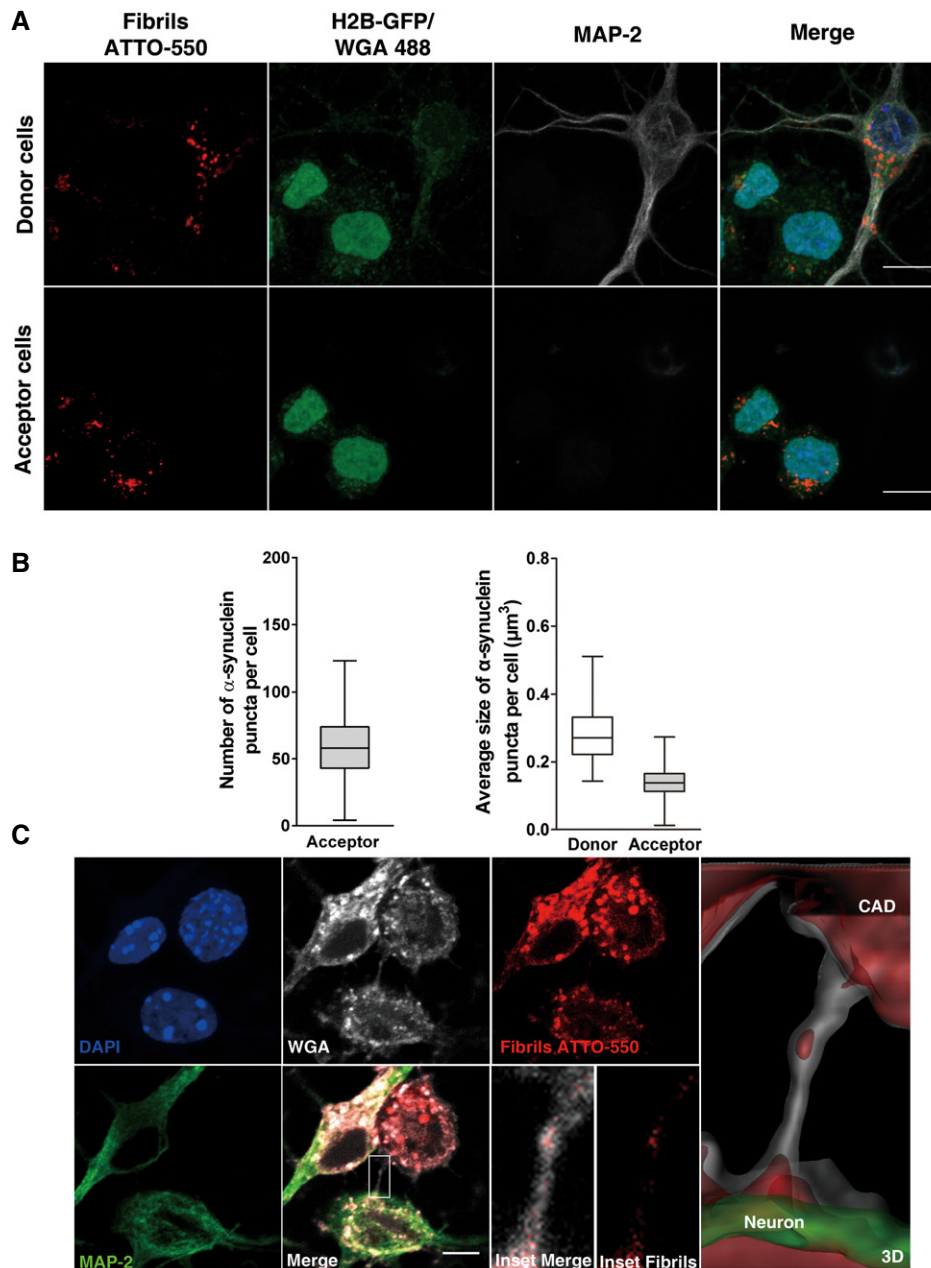 A
Fibrils
ATTO-550
H2B-GFP/
WGA 488
MAP-2
Merge
Donor cells
Acceptor cells
B
Number of α-synuclein
puncta per cell
200
150
100
50
0
Acceptor
Average size of α-synuclein
puncta per cell (µm³)
0.8
0.6
0.4
0.2
0.0
Donor
Acceptor
C
DAPI
WGA
Fibrils ATTO-550
CAD
MAP-2
Merge
Inset Merge
Inset Fibrils
Neuron
3D